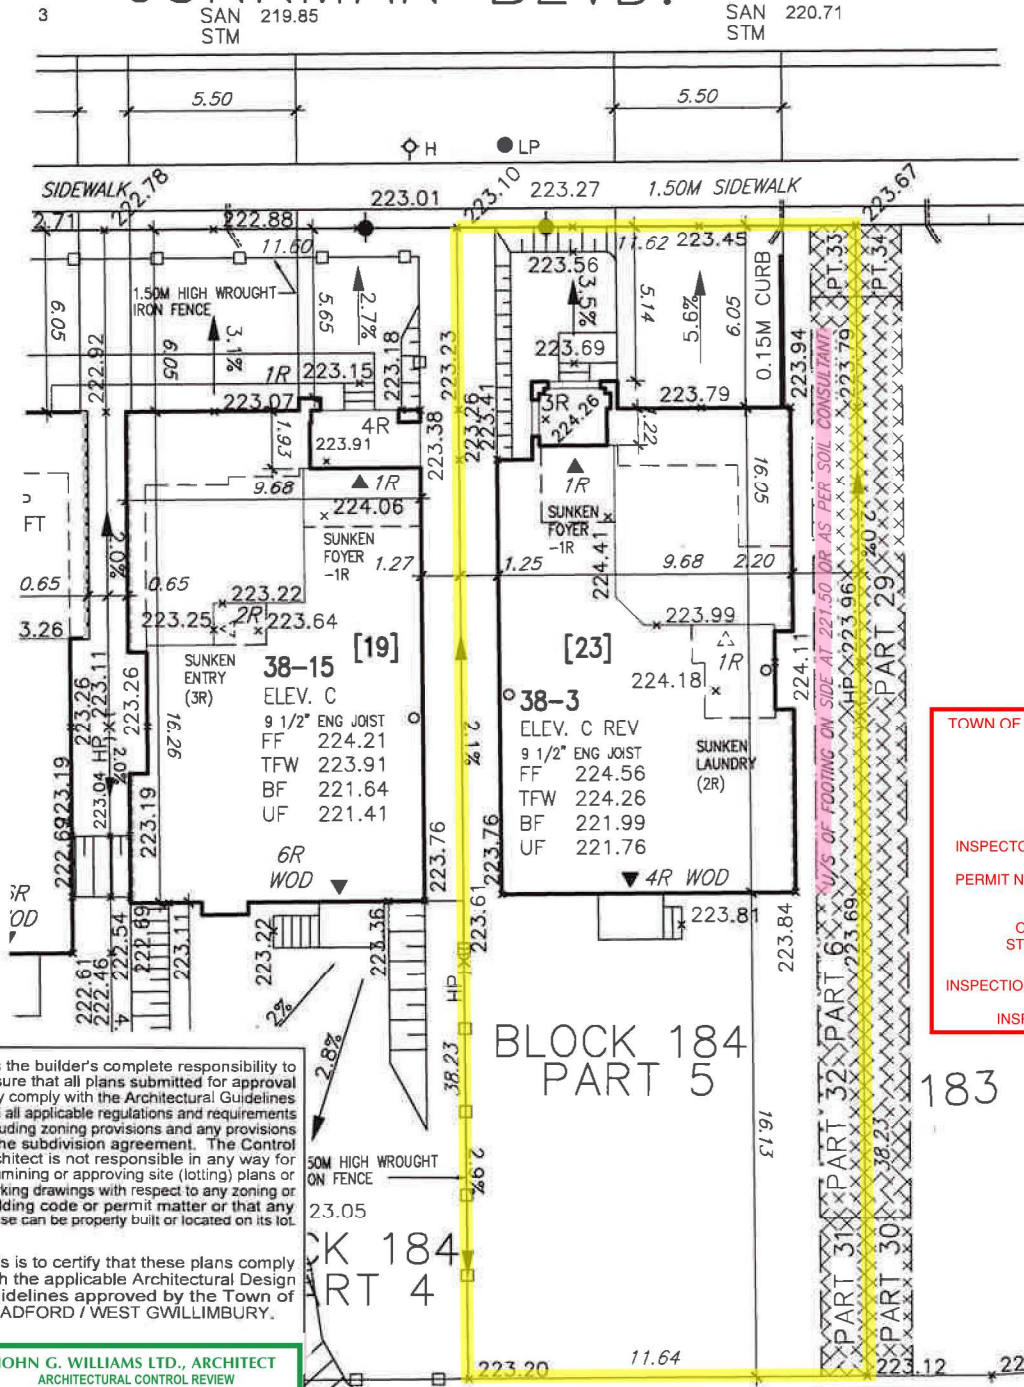 3
SAN 219.85
STM
BLVD.
SAN 220.71
STM
5.50
5.50
H
LP
SIDEWALK
222.78
223.01
223.10
223.27
1.50M SIDEWALK
223.67
2.71
222.88
11.60
11.62
223.45
PT.33
PT.34
1.50M HIGH WROUGHT
IRON FENCE
6.05
222.92
6.05
3.1%
5.65
2.7%
223.18
223.23
223.56
3.5%
5.14
5.6%
6.05
0.15M CURB
223.94
223.79
223.79
1R
223.15
223.07
223.69
3R
224.26
1.22
4R
1.93
223.91
223.38
223.26
223.41
9.68
1R
224.06
SUNKEN
FOYER
-1R
1.27
1R
SUNKEN
FOYER
-1R
224.41
16.05
FT
2.0%
2.0%
0.65
0.65
1.25
9.68
2.20
3.26
223.22
223.25
2R
223.64
[19]
[23]
223.99
1R
224.18
224.11
HP 223.96
PART 29
SUNKEN
ENTRY
(3R)
38-15
ELEV. C
9 1/2" ENG JOIST
FF 224.21
TFW 223.91
BF 221.64
UF 221.41
38-3
ELEV. C REV
9 1/2" ENG JOIST
FF 224.56
TFW 224.26
BF 221.99
UF 221.76
SUNKEN
LAUNDRY
(2R)
U/S OF FOOTING ON SIDE AT 221.50 OR AS PER SOIL CONSULTANT
223.26
223.11
HP
223.04
2.0%
223.26
16.26
223.19
222.69
223.19
2.1%
223.76
223.76
6R
WOD
4R WOD
223.81
223.84
223.69
223.61
222.61
222.46
222.54
222.69
223.11
223.22
223.36
2%
2.8%
HP
38.23
BLOCK 184
PART 5
PART 6
PART 32
183
16.13
38.23
2.9%
TOWN OF
PERMIT N
s the builder's complete responsibility to
sure that all plans submitted for approval
y comply with the Architectural Guidelines
all applicable regulations and requirements
uding zoning provisions and any provisions
he subdivision agreement. The Control
chitect is not responsible in any way for
mining or approving site (lotting) plans or
king drawings with respect to any zoning or
ding code or permit matter or that any
se can be properly built or located on its lot.
50M HIGH WROUGHT
ON FENCE
23.05
CK 184
RT 4
s is to certify that these plans comply
h the applicable Architectural Design
idelines approved by the Town of
ADFORD / WEST GWILLIMBURY.
PART 31
PART 30
OHN G. WILLIAMS LTD., ARCHITECT
ARCHITECTURAL CONTROL REVIEW
223.20
11.64
223.12
22